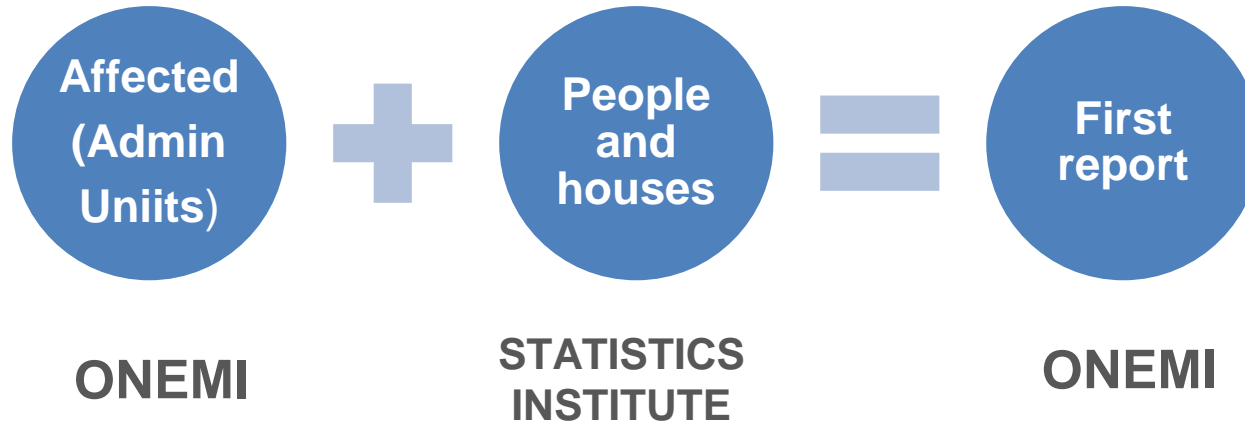 Affected
(Admin
Uniits)
People
and
houses
First
report
ONEMI
STATISTICS
INSTITUTE
ONEMI